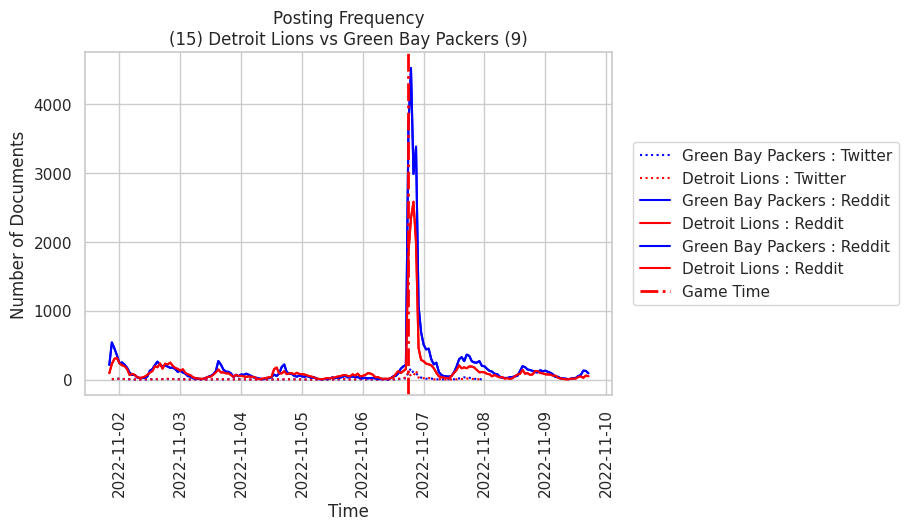 Posting Frequency
(15) Detroit Lions vs Green Bay Packers (9)
Number of Documents
4000
3000
2000
1000
0
2022-11-02
2022-11-03
2022-11-04
2022-11-05
2022-11-06
2022-11-07
2022-11-08
2022-11-09
2022-11-10
Time
Green Bay Packers : Twitter
Detroit Lions : Twitter
Green Bay Packers : Reddit
Detroit Lions : Reddit
Green Bay Packers : Reddit
Detroit Lions : Reddit
Game Time